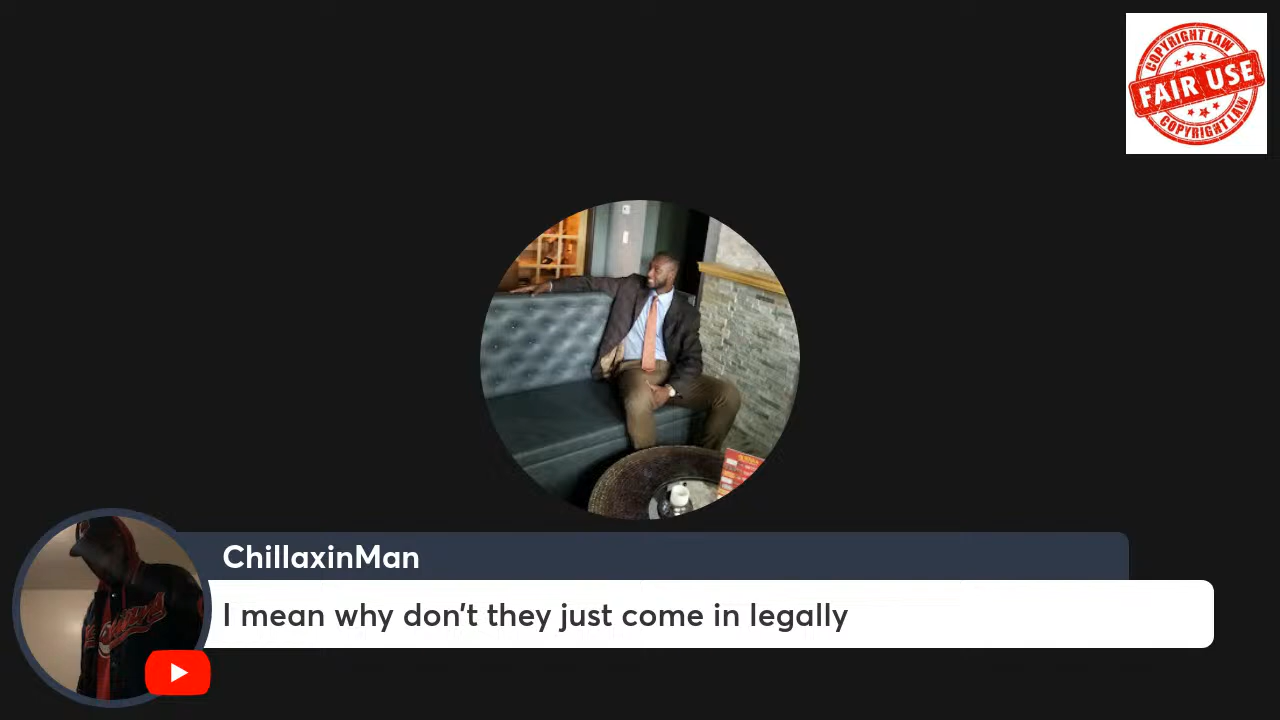 COPYRIGHT LAW
FAIR USE
COPYRIGHT LAW
ChillaxinMan
I mean why don't they just come in legally